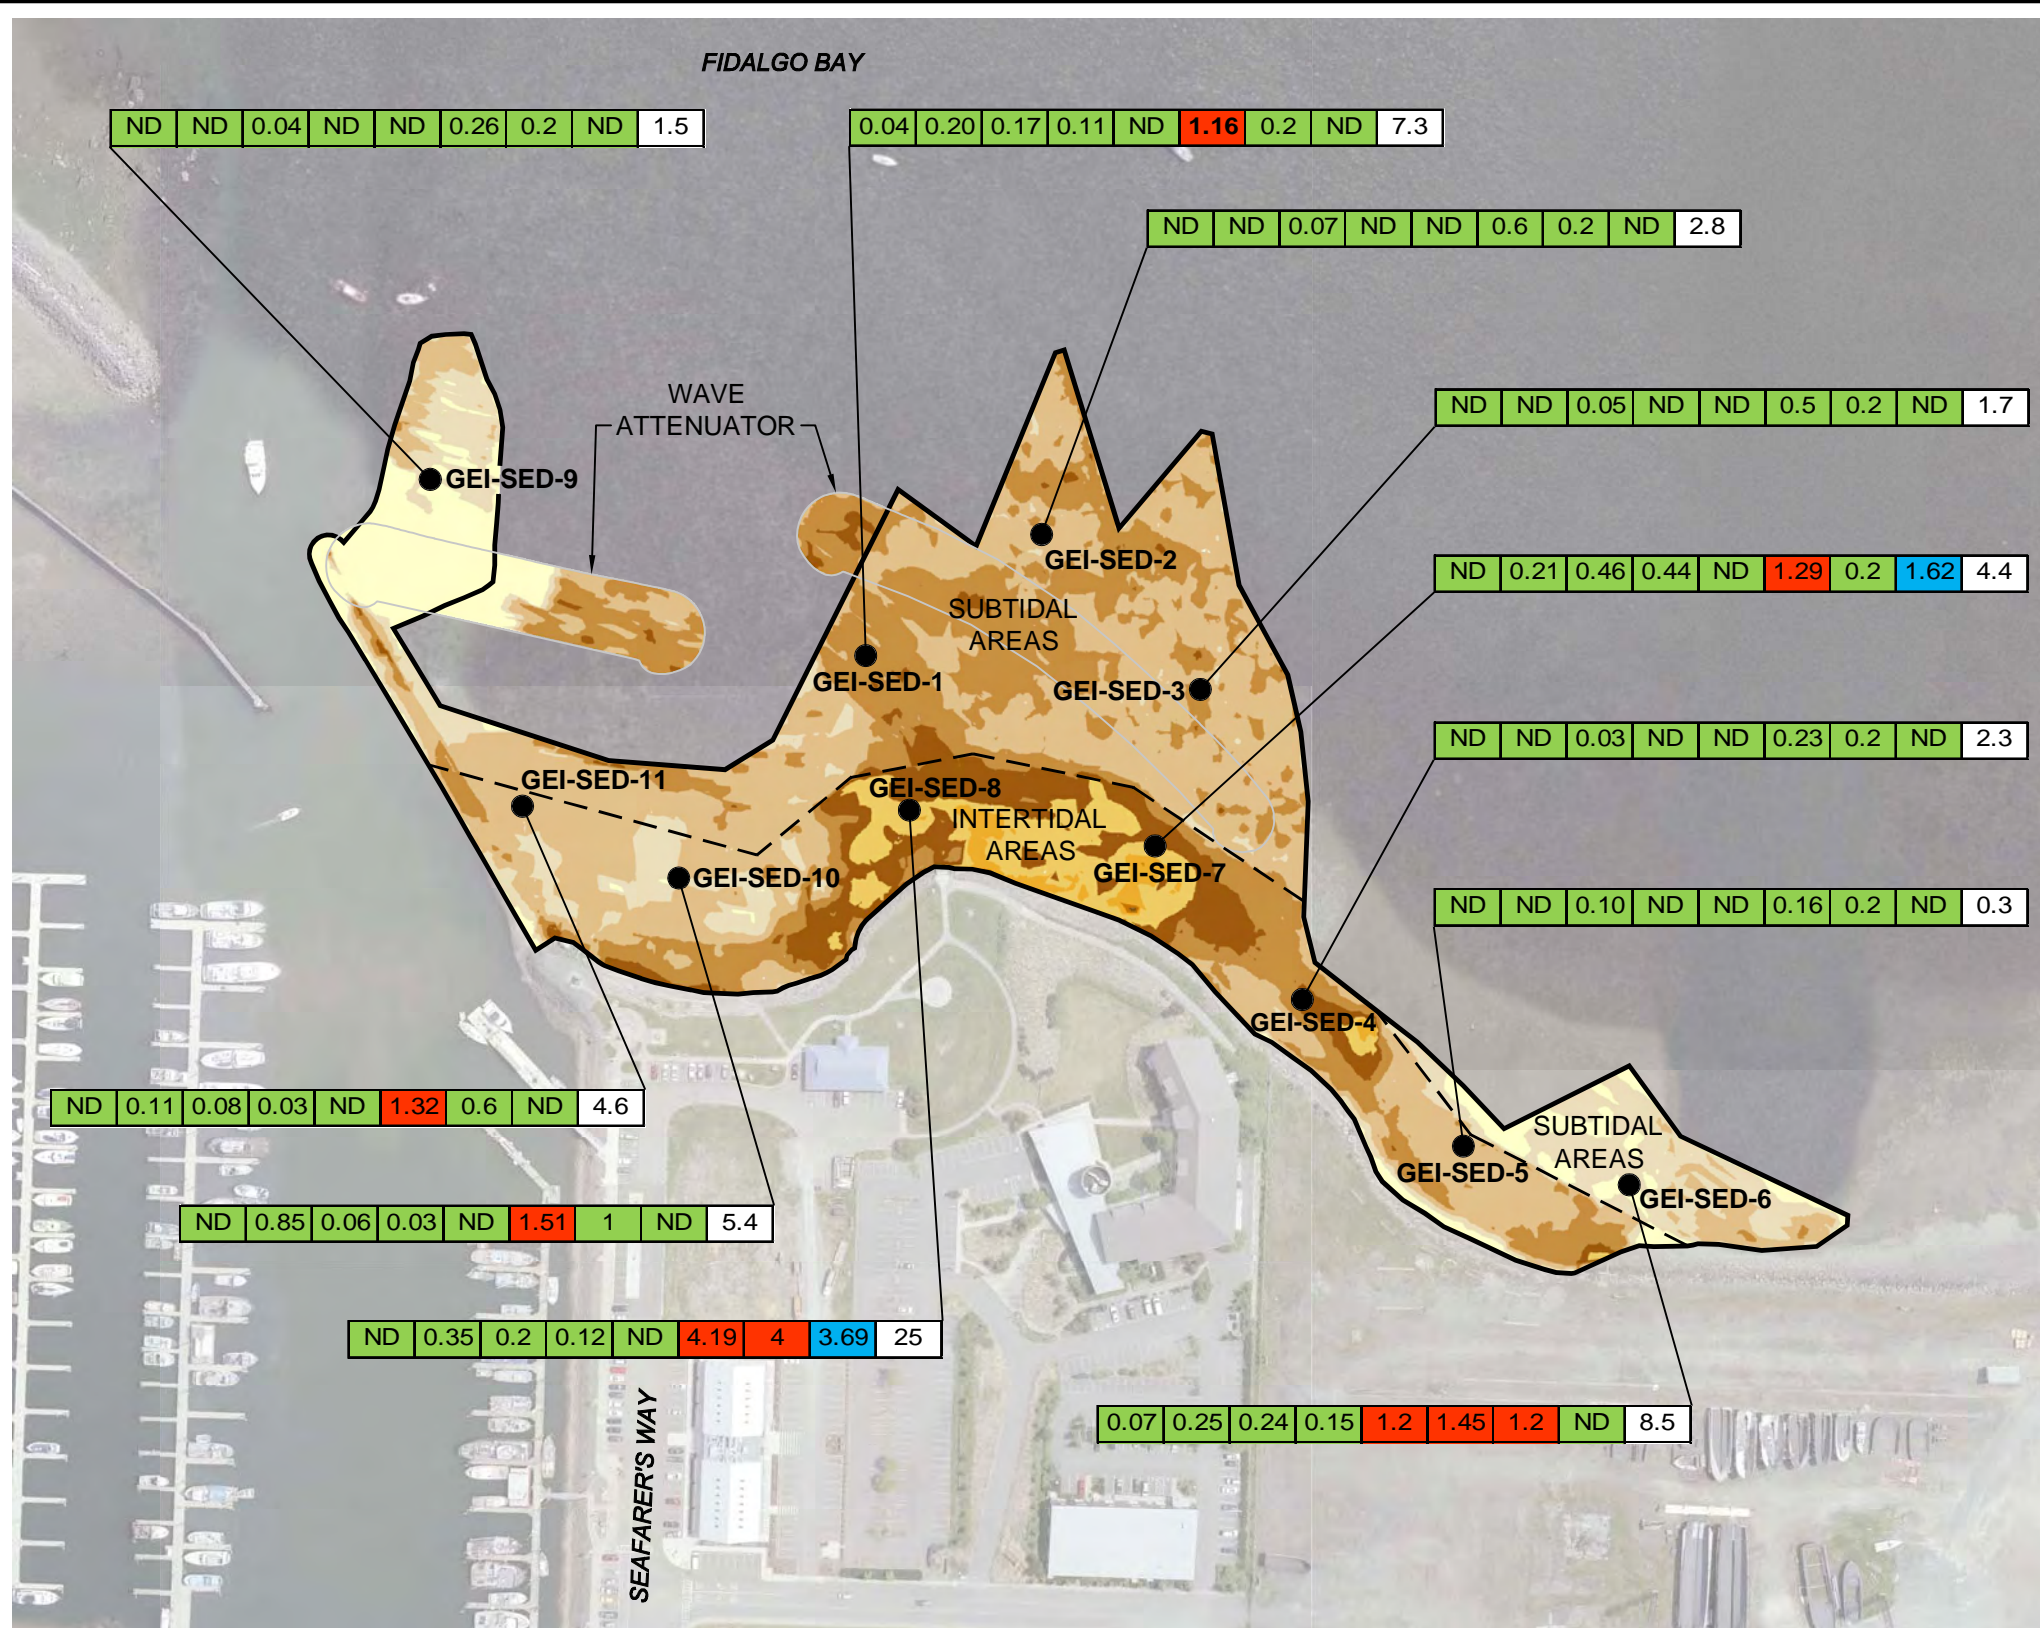 FIDALGO BAY
ND ND 0.04 ND ND 0.26 0.2 ND 1.5
0.04 0.20 0.17 0.11 ND 1.16 0.2 ND 7.3
ND ND 0.07 ND ND 0.6 0.2 ND 2.8
WAVE
ATTENUATOR
ND ND 0.05 ND ND 0.5 0.2 ND 1.7
GEI-SED-9
GEI-SED-2
ND 0.21 0.46 0.44 ND 1.29 0.2 1.62 4.4
SUBTIDAL
AREAS
GEI-SED-1
GEI-SED-3
ND ND 0.03 ND ND 0.23 0.2 ND 2.3
GEI-SED-11
GEI-SED-8
INTERTIDAL
AREAS
GEI-SED-7
GEI-SED-10
ND ND 0.10 ND ND 0.16 0.2 ND 0.3
GEI-SED-4
ND 0.11 0.08 0.03 ND 1.32 0.6 ND 4.6
SUBTIDAL
AREAS
GEI-SED-5
GEI-SED-6
ND 0.85 0.06 0.03 ND 1.51 1 ND 5.4
ND 0.35 0.2 0.12 ND 4.19 4 3.69 25
SEAFARER'S WAY
0.07 0.25 0.24 0.15 1.2 1.45 1.2 ND 8.5